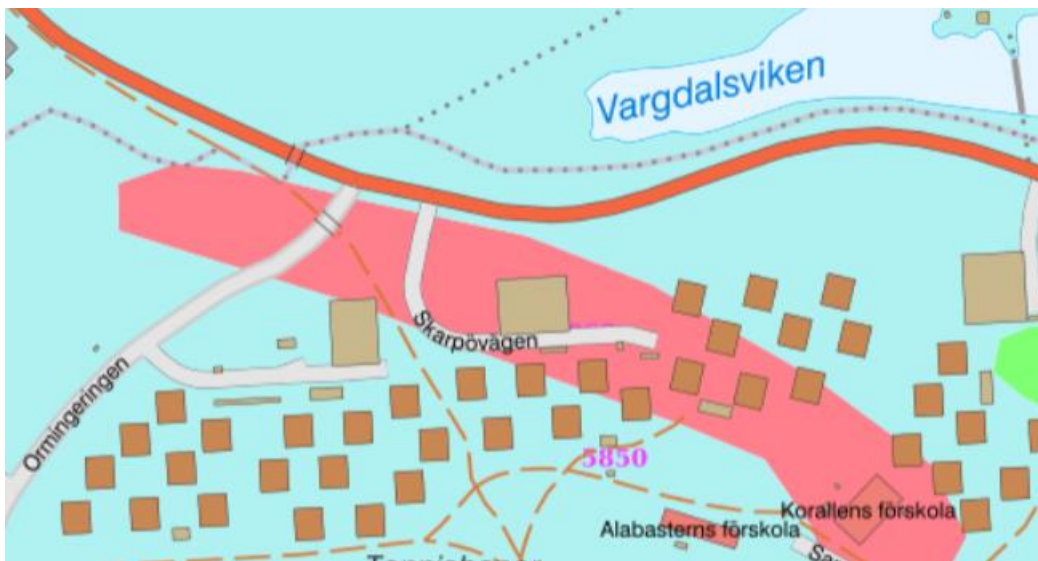 Vargdalsviken
Skarpövägen
Ormingeringen
5850
Korallens förskola
Alabasterns förskola